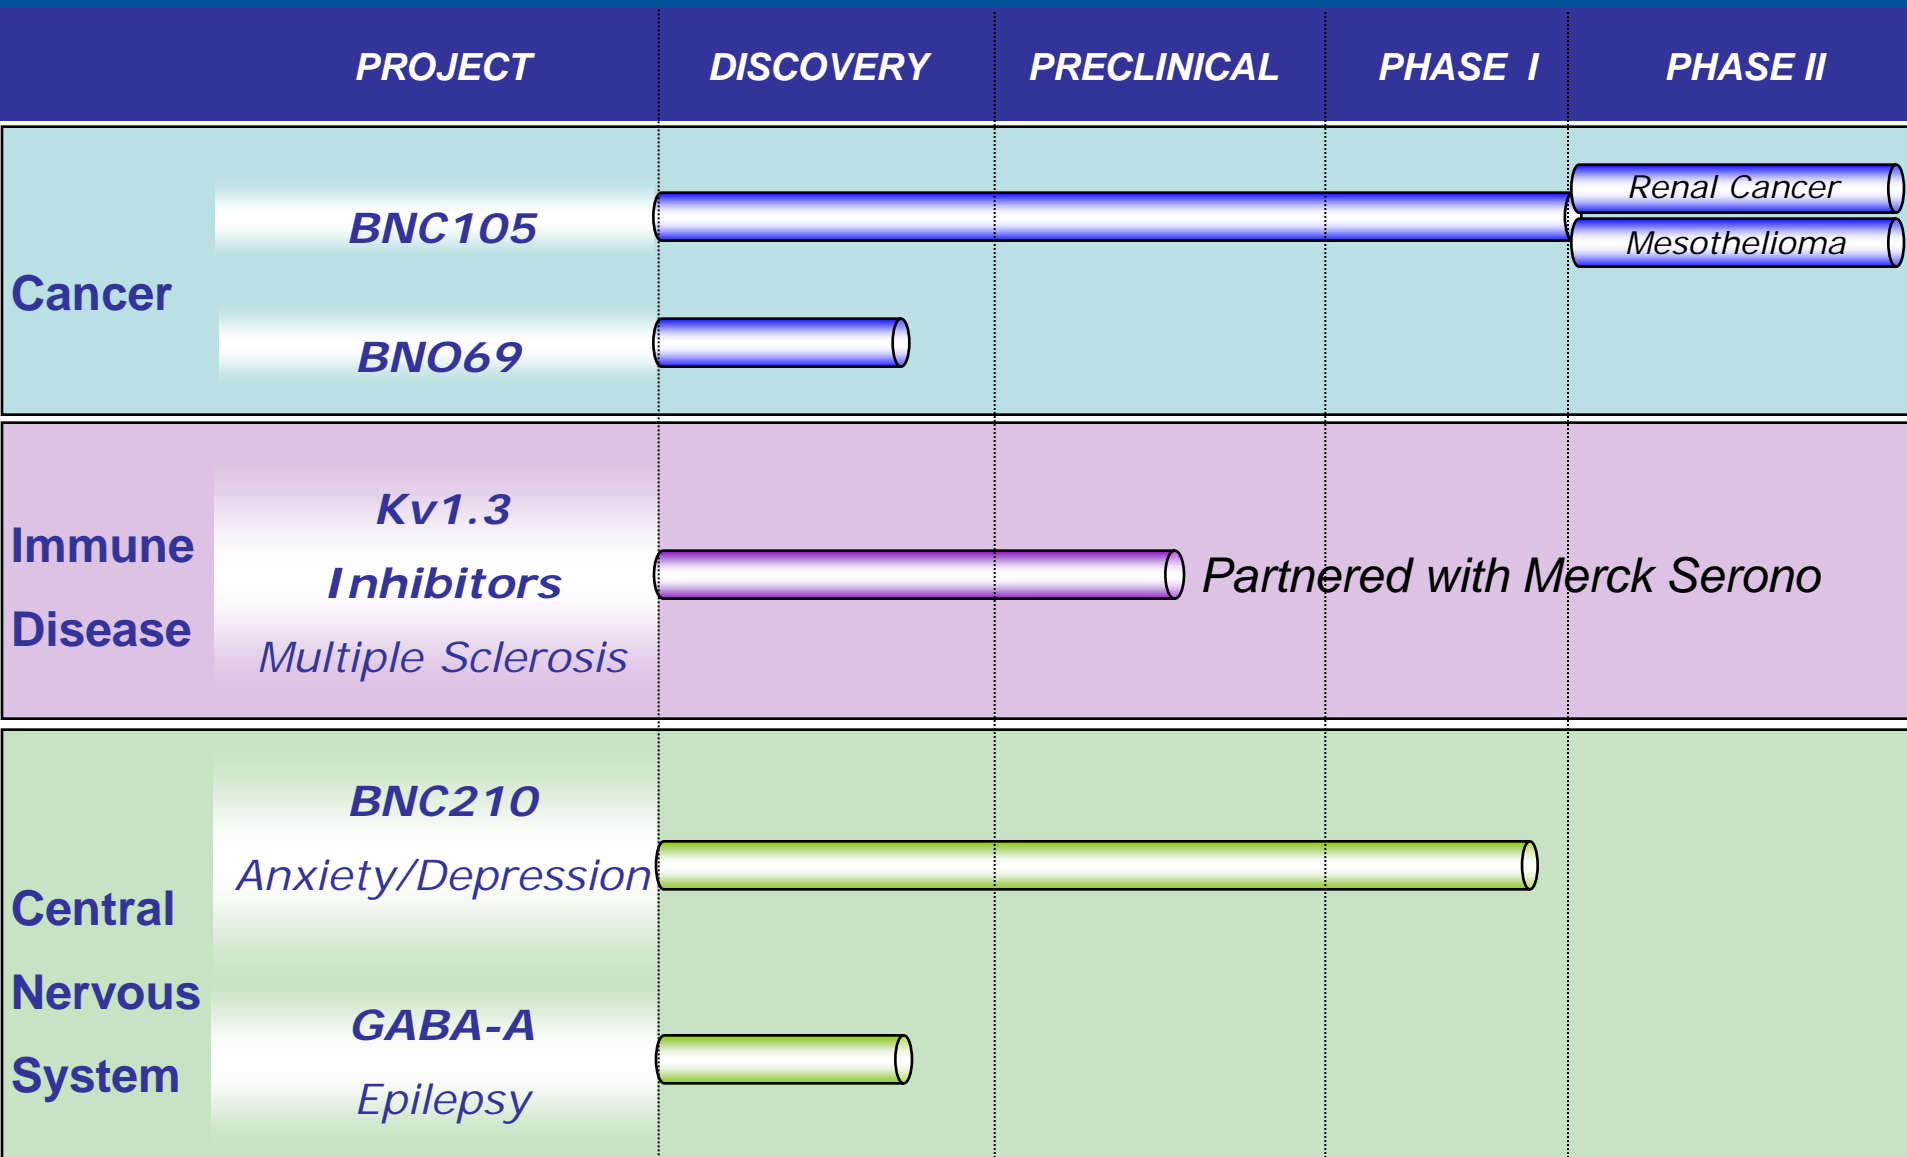 PROJECT DISCOVERY PRECLINICAL PHASE I PHASE II
Cancer
BNC105
Renal Cancer
Mesothelioma
BNO69
Immune
Disease
Kv1.3
Inhibitors
Multiple Sclerosis
Partnered with Merck Serono
Central
Nervous
System
BNC210
Anxiety/Depression
GABA-A
Epilepsy